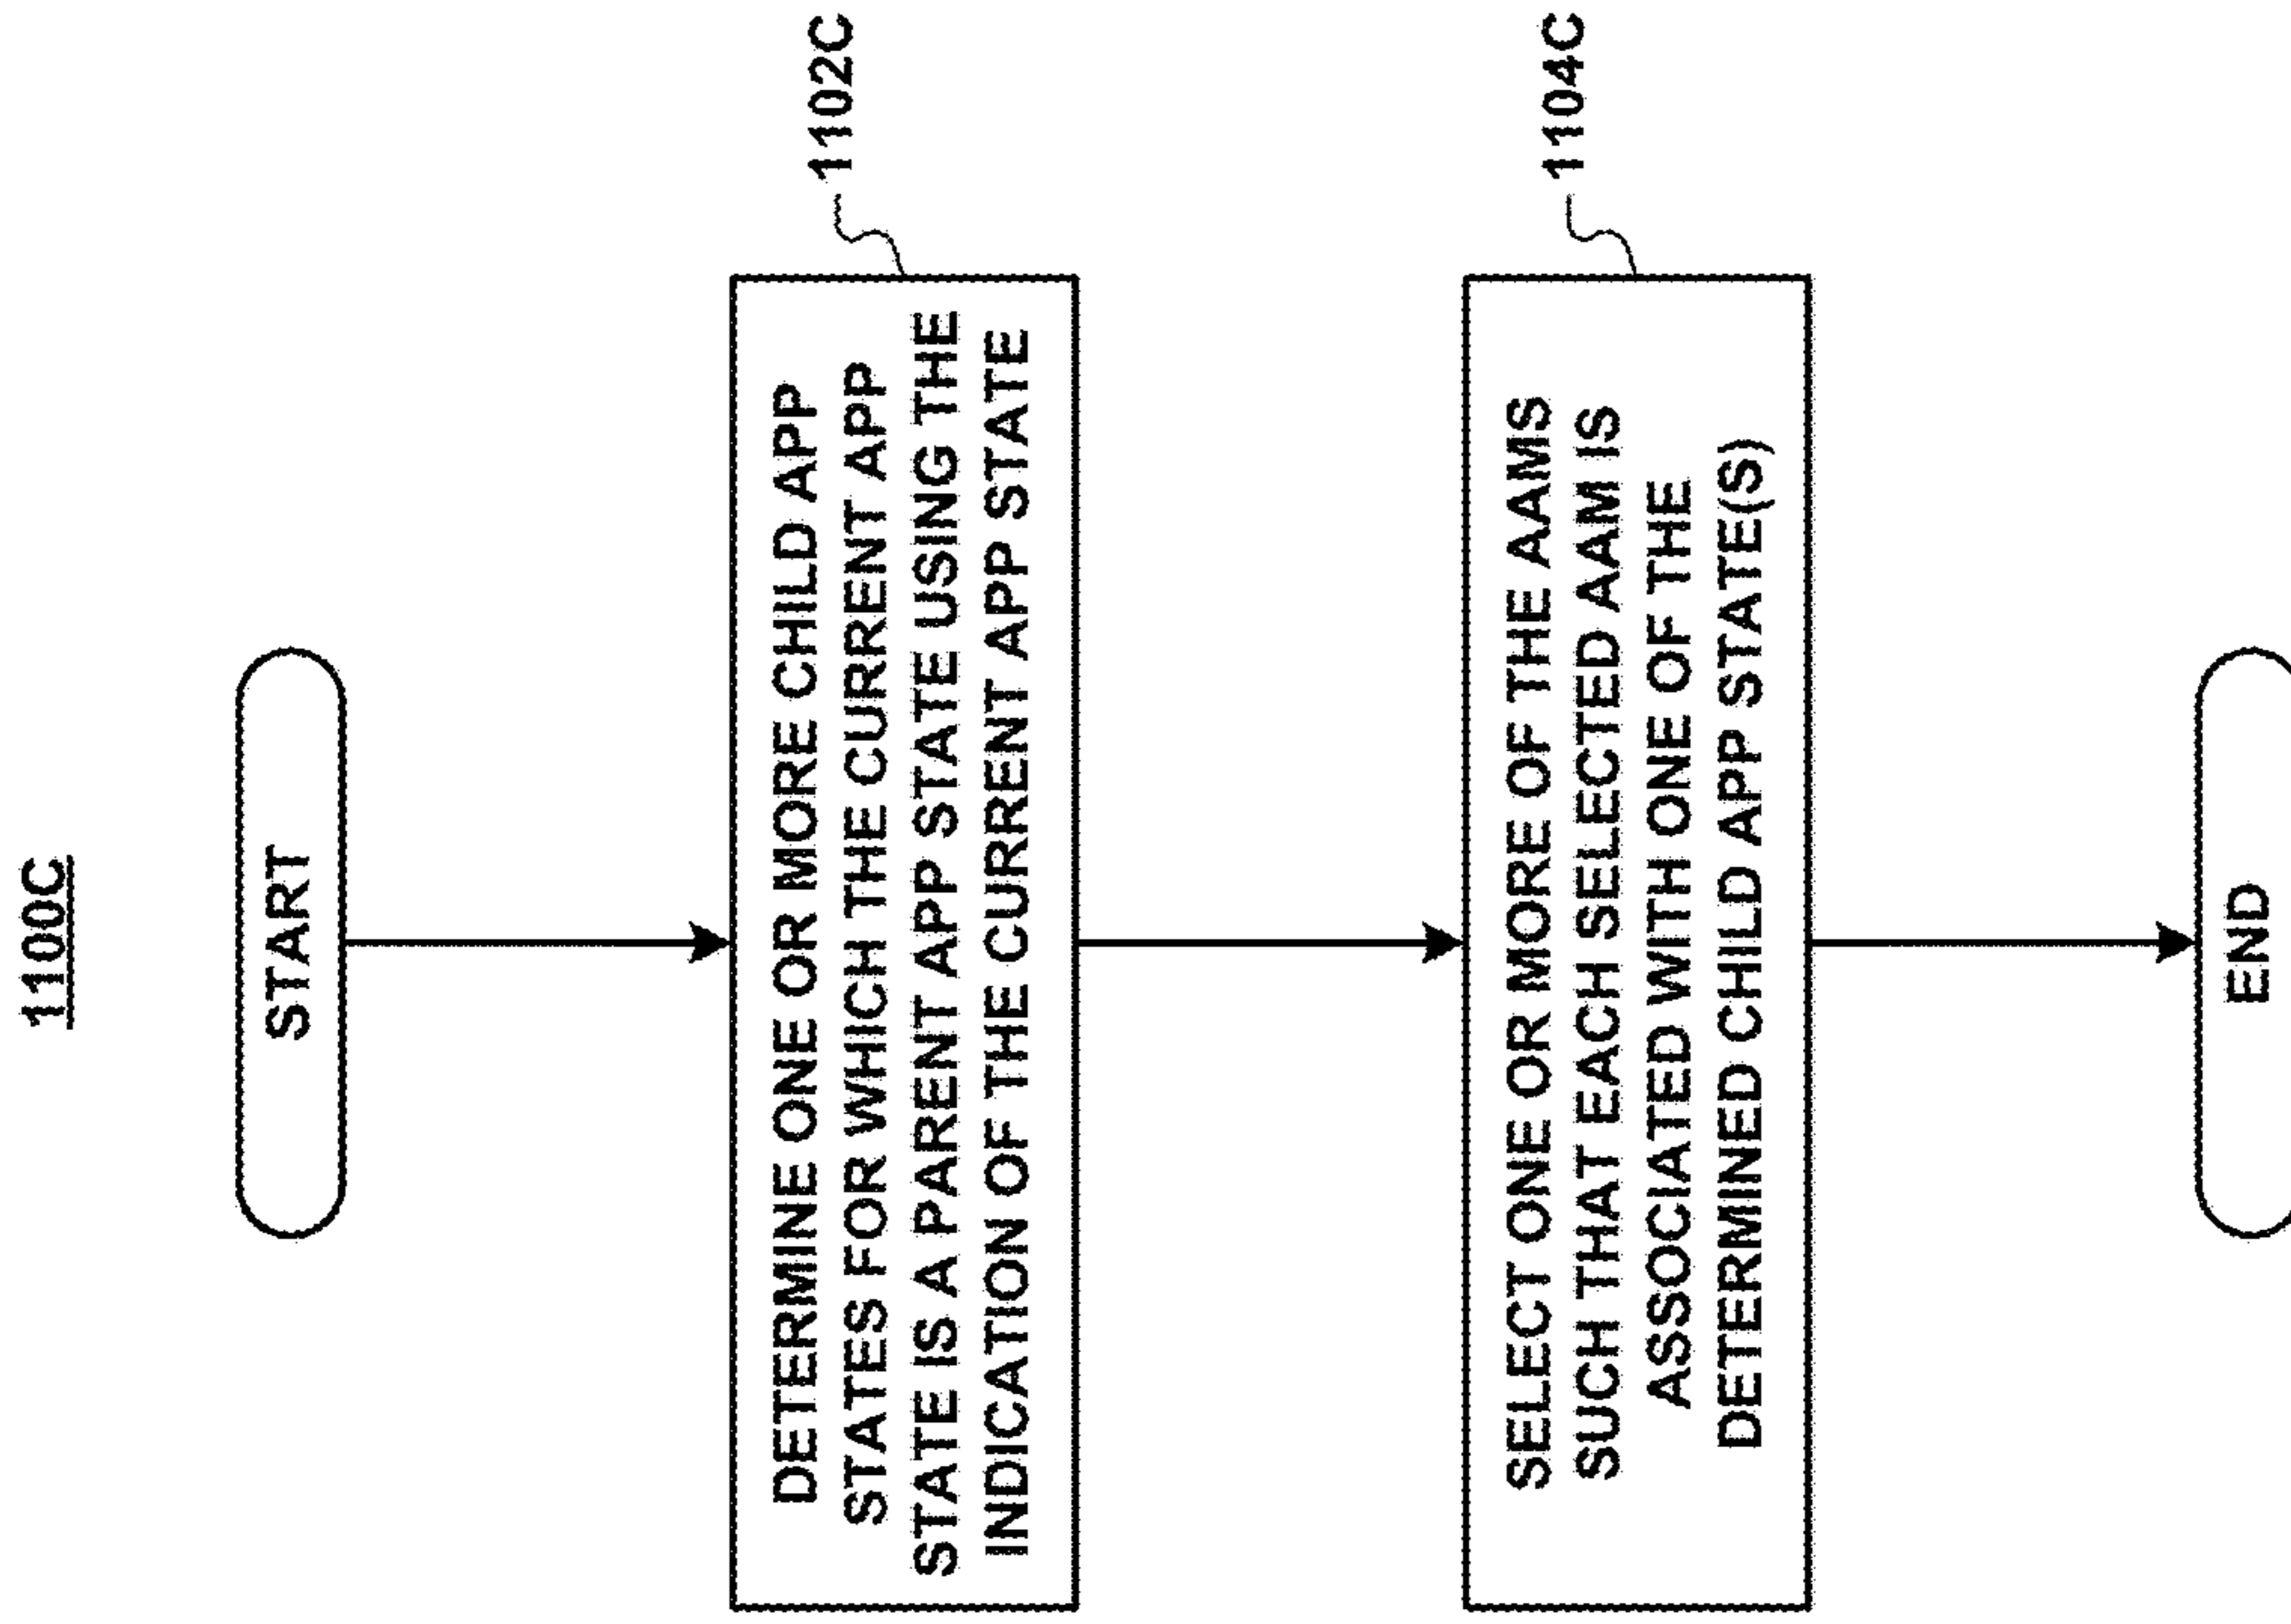 1100C
START
DETERMINE ONE OR MORE CHILD APP
STATES FOR WHICH THE CURRENT APP
STATE IS A PARENT APP STATE USING THE
INDICATION OF THE CURRENT APP STATE
1102C
SELECT ONE OR MORE OF THE AAMS
SUCH THAT EACH SELECTED AAM IS
ASSOCIATED WITH ONE OF THE
DETERMINED CHILD APP STATE(S)
1104C
END